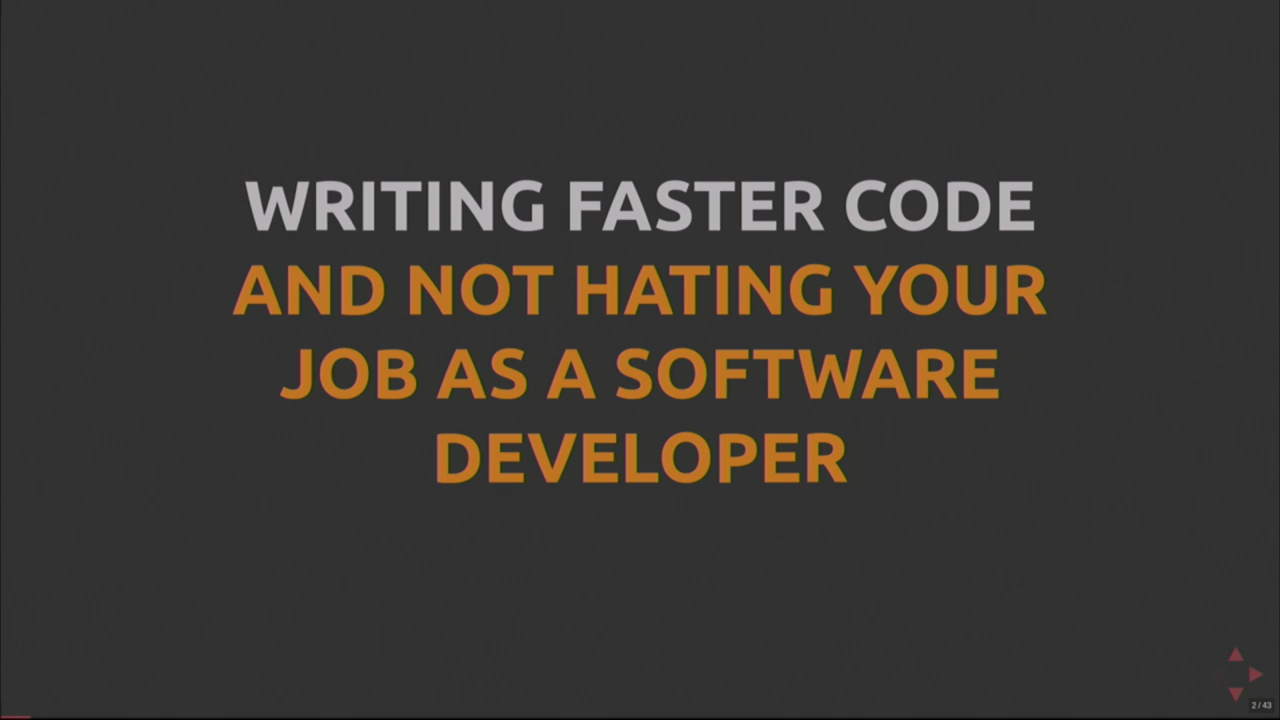 WRITING FASTER CODE
AND NOT HATING YOUR
JOB AS A SOFTWARE
DEVELOPER
2 / 43